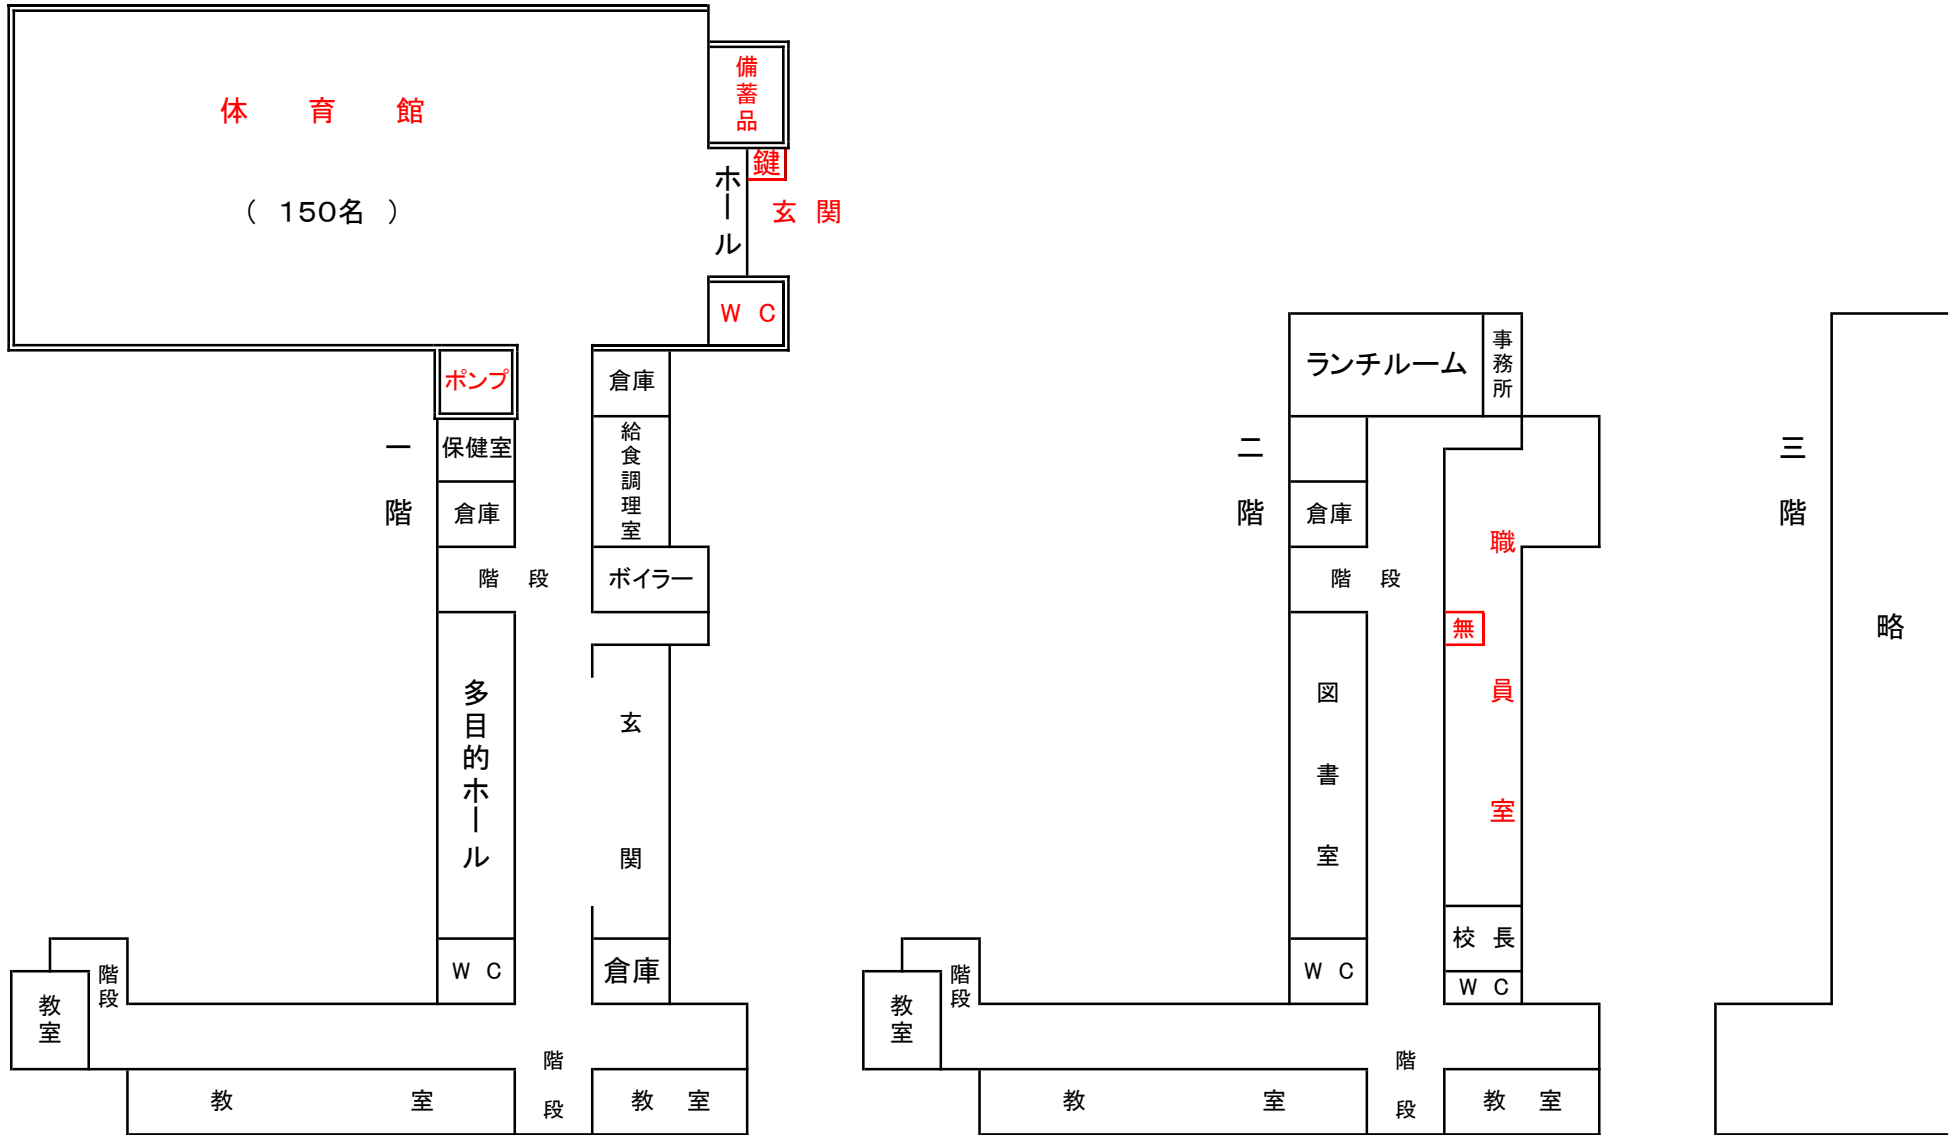 体 育 館
（ 150名 ）
備蓄品
鍵
ホール
玄 関
W C
ポンプ
倉庫
一階
保健室
給食調理室
倉庫
階 段
ボイラー
多目的ホール
玄関
W C
倉庫
階段
教室
階段
教 室
教 室
二階
ランチルーム
事務所
倉庫
階 段
職員室
無
図書室
校 長
W C
W C
階段
教室
階段
教 室
教 室
三階
略